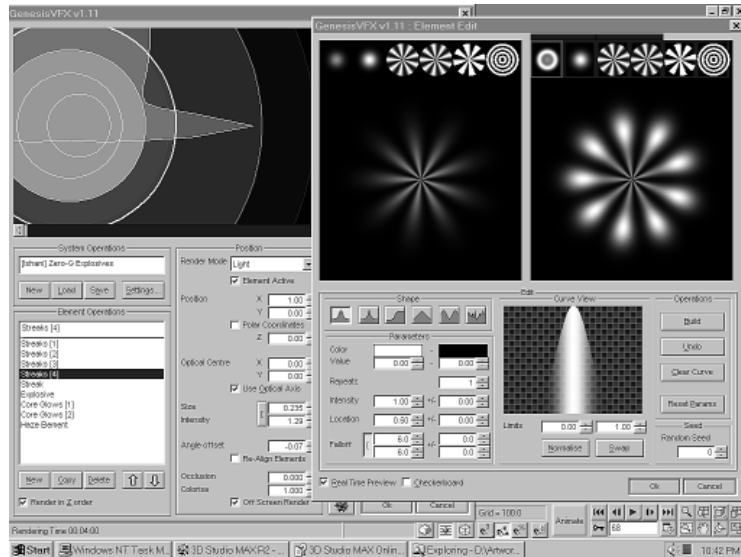 GenesisVFX v1.11
GenesisVFX v1.11 : Element Edit
System Operations
[Ishani] Zero-G Explosives
New Load Save Settings...
Element Operations
Streaks [4]
Streaks [1]
Streaks [2]
Streaks [3]
Streaks [4]
Streak
Explosive
Core Glows [1]
Core Glows [2]
Haze Element
New Copy Delete
Render in Z order
Rendering Time 00:04:00
Position
Render Mode Light
Element Active
Position X 1.00
Y 0.00
Polar Coordinates
Z 0.00
Optical Centre X 0.00
Y 0.00
Use Optical Axis
Size 0.235
Intensity 1.29
Angle offset -0.07
Re-Align Elements
Occlusion 0.000
Colorise 1.000
Off Screen Render
Ok Cancel
Edit
Shape
Parameters
Color -
Value 0.00 - 0.00
Repeats 1
Intensity 1.00 +/- 0.00
Location 0.50 +/- 0.00
Falloff 6.0 +/- 0.0
6.0 0.0
Curve View
Limits 0.00 1.00
Normalise Swap
Operations
Build
Undo
Clear Curve
Reset Params
Seed
Random Seed
0
Real Time Preview Checkerboard
Ok Cancel
Grid = 100.0
Animate
68
Start Windows NT Task M... 3D Studio MAX R2 - ... 3D Studio MAX Onlin... Exploring - D:\Artwor...
10:42 PM